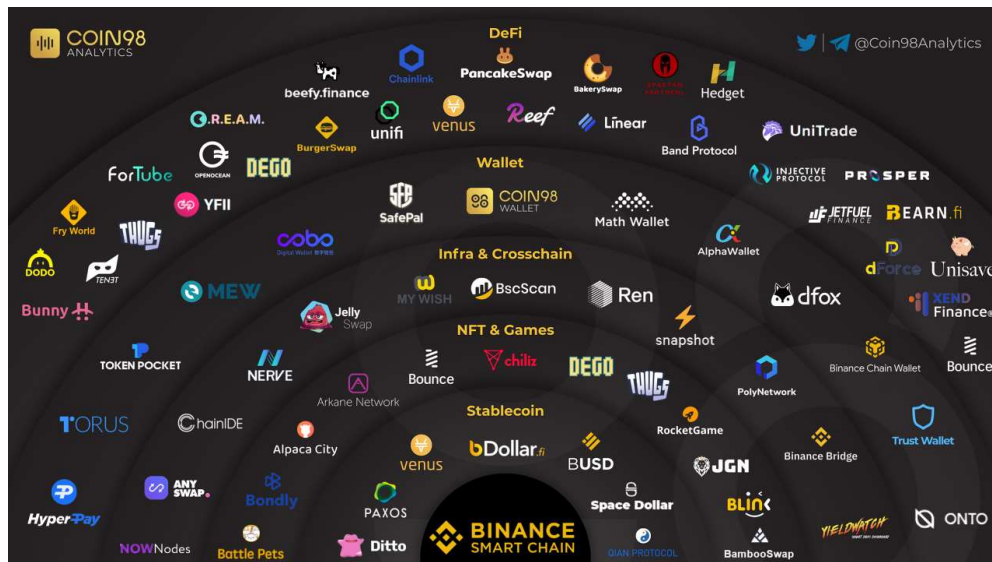 COIN98
ANALYTICS
DeFi
@Coin98Analytics
beefy.finance
Chainlink
PancakeSwap
BakerySwap
SPARTAN
PROTOCOL
Hedget
C.R.E.A.M.
BurgerSwap
unifi
venus
Reef
Linear
Band Protocol
UniTrade
ForTube
OPENOCEAN
DEGO
Wallet
INJECTIVE
PROTOCOL
PROSPER
YFII
SafePal
COIN98
WALLET
Math Wallet
AlphaWallet
JETFUEL
FINANCE
BEARN.fi
Fry World
THUGS
cobo
Digital Wallet
Infra & Crosschain
dForce
Unisave
DODO
TEN3T
MEW
MY WISH
BscScan
Ren
dfox
XEND
Finance
Bunny
Jelly
Swap
snapshot
NFT & Games
TOKEN POCKET
NERVE
Bounce
chiliz
DEGO
THUGS
PolyNetwork
Binance Chain Wallet
Bounce
Arkane Network
Stablecoin
TORUS
ChainIDE
Alpaca City
venus
bDollar.fi
BUSD
RocketGame
Binance Bridge
Trust Wallet
JGN
HyperPay
ANY
SWAP.
Bondly
PAXOS
Space Dollar
BLINk
YIELDWATCH
ONTO
NOWNodes
Battle Pets
Ditto
BINANCE
SMART CHAIN
QIAN PROTOCOL
BambooSwap